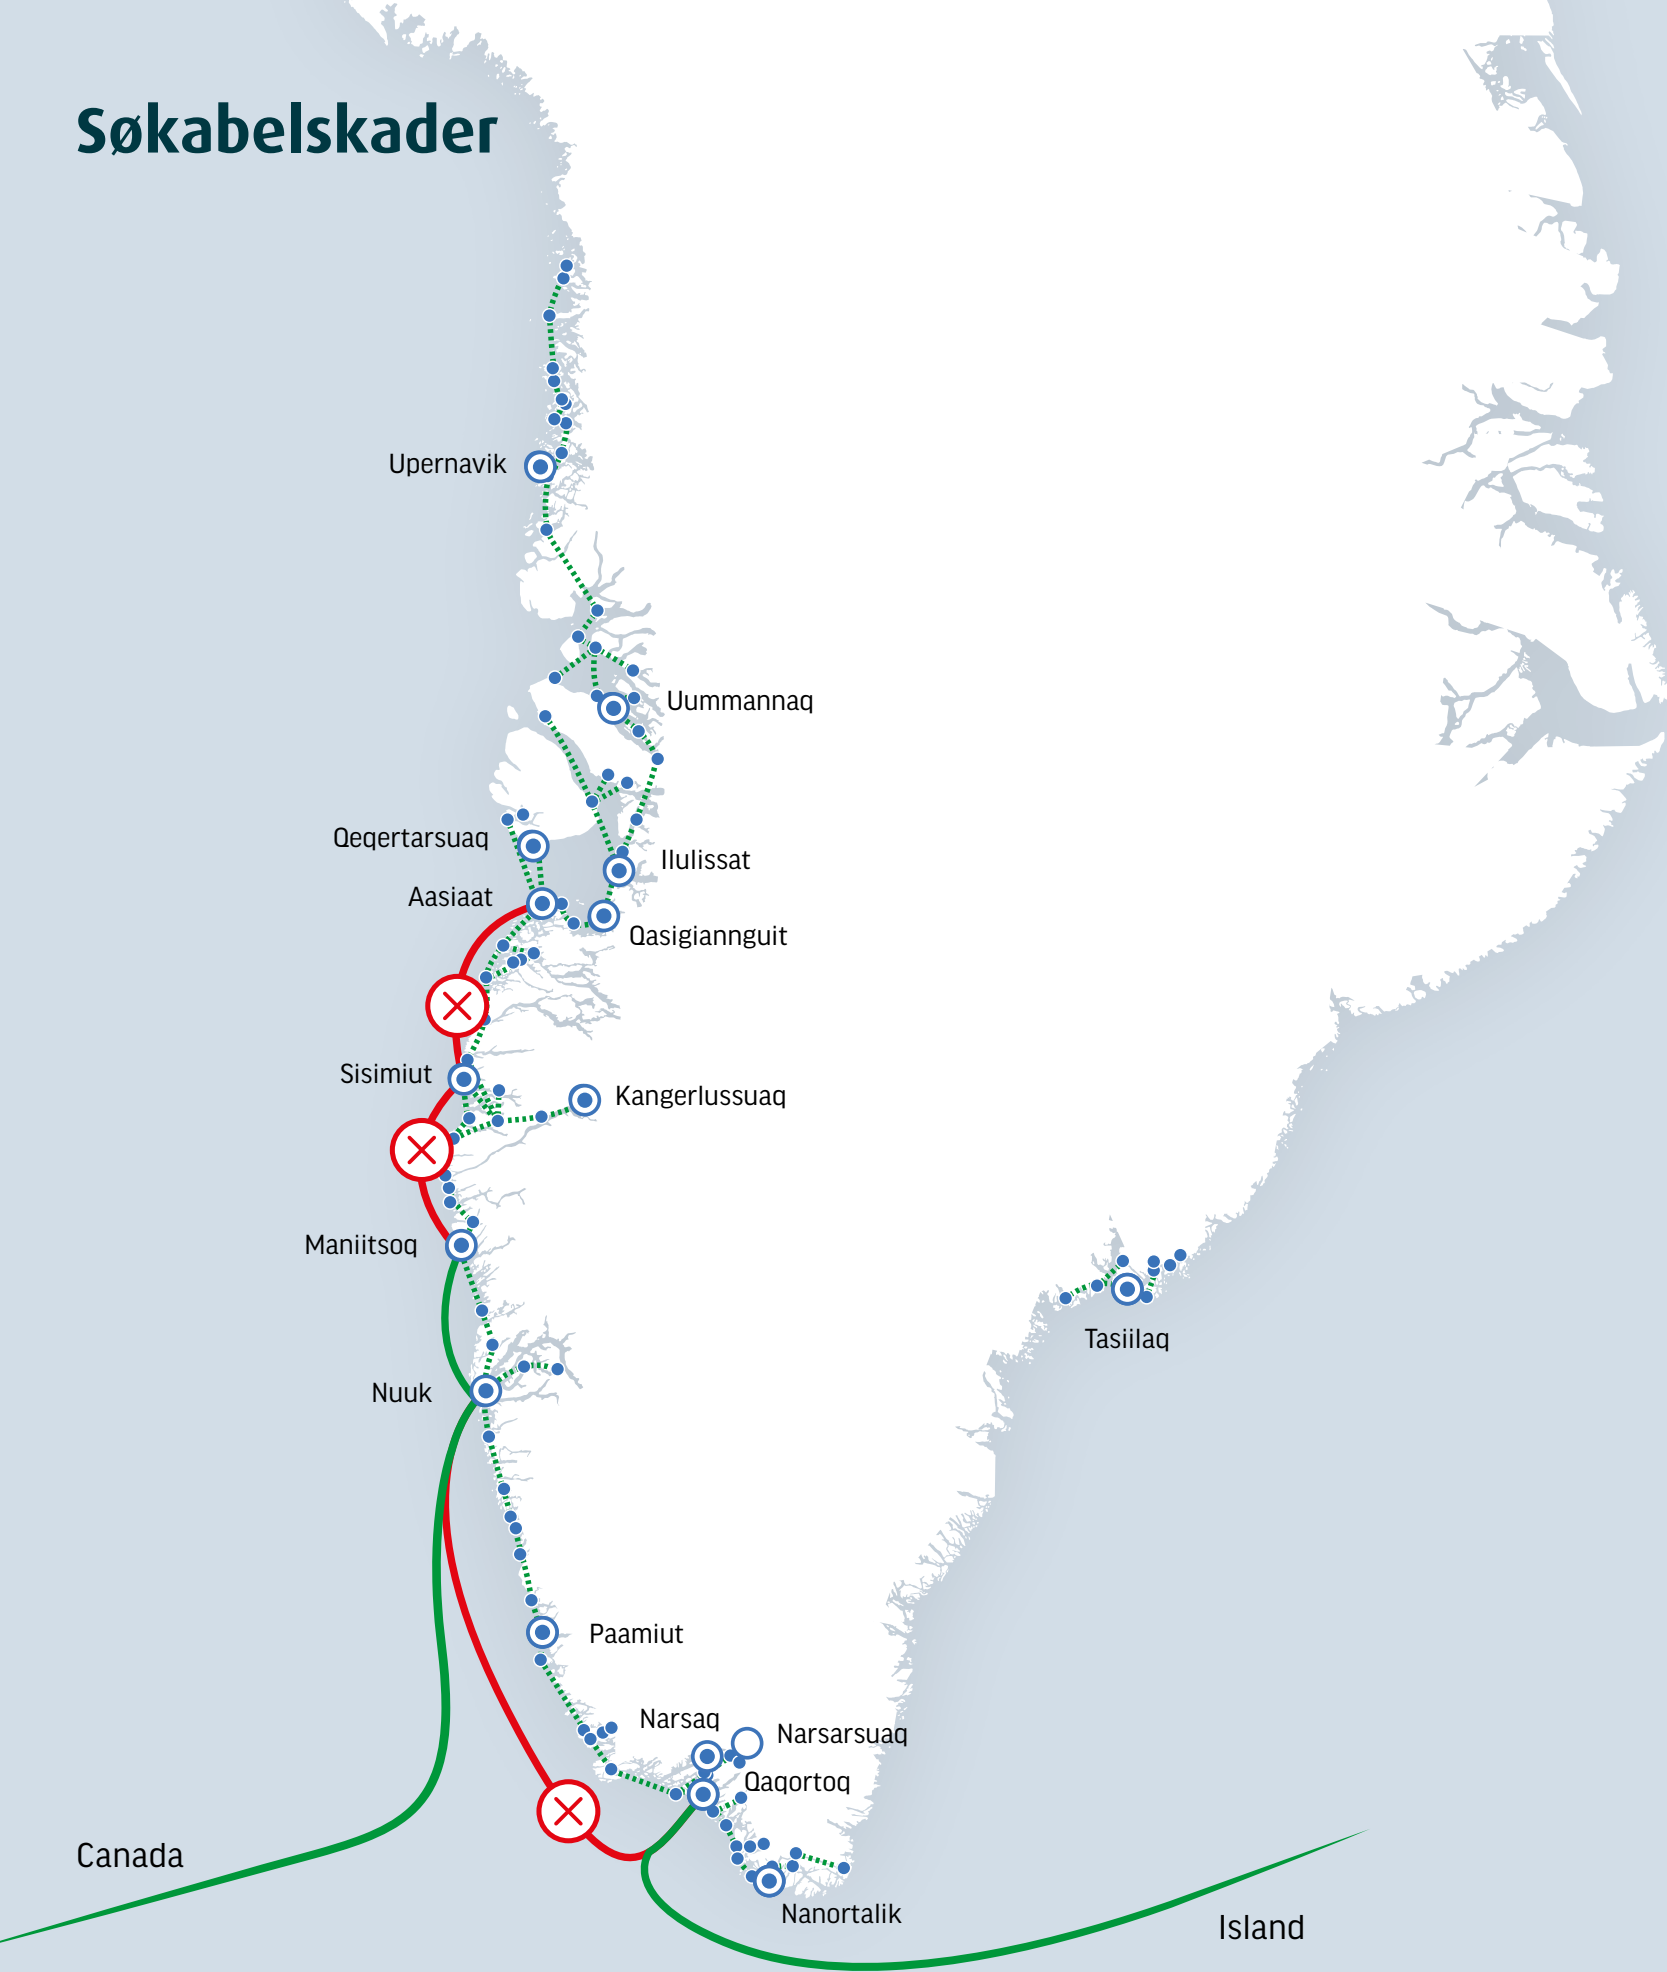 Søkabelskader
Upernavik
Uummannaq
Qeqertarsuaq
Ilulissat
Aasiaat
Qasigiannguit
Sisimiut
Kangerlussuaq
Maniitsoq
Tasiilaq
Nuuk
Paamiut
Narsaq
Narsarsuaq
Qaqortoq
Canada
Nanortalik
Island